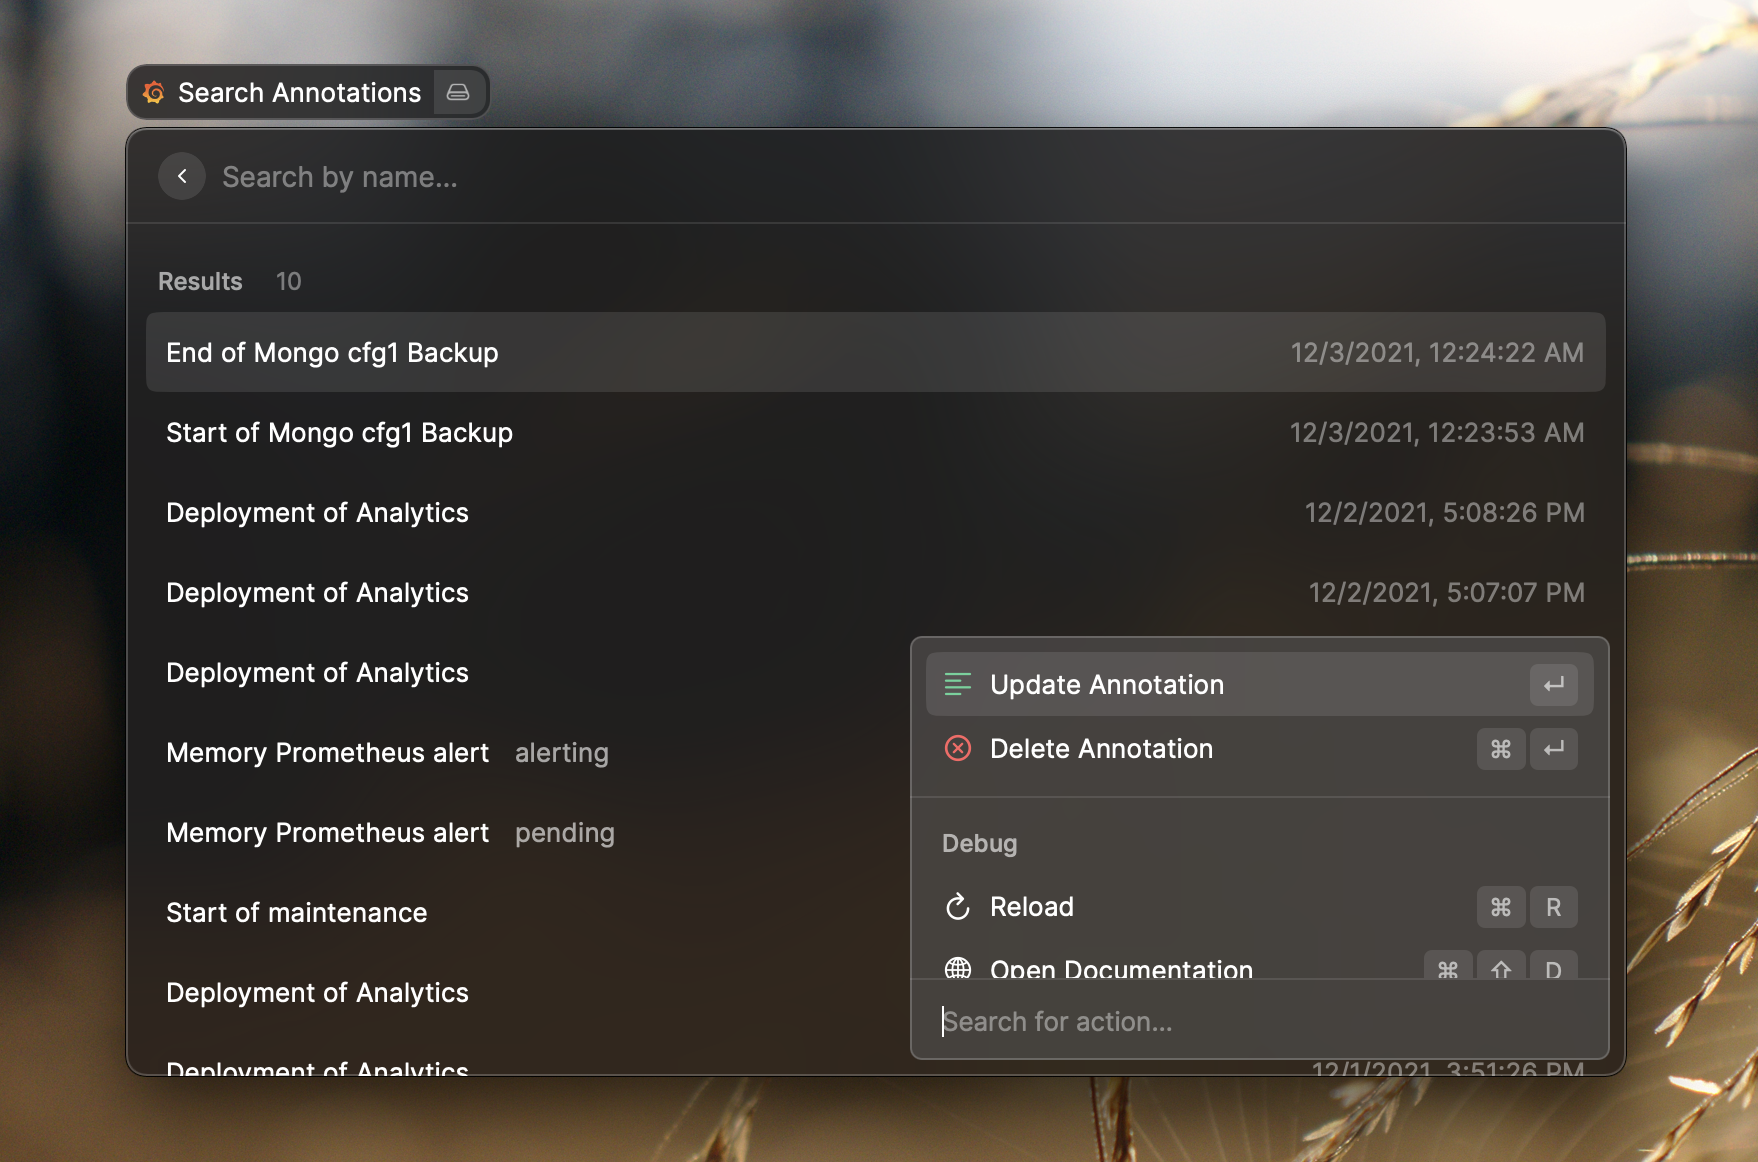 Search Annotations
Search by name...
Results 10
End of Mongo cfg1 Backup 12/3/2021, 12:24:22 AM
Start of Mongo cfg1 Backup 12/3/2021, 12:23:53 AM
Deployment of Analytics 12/2/2021, 5:08:26 PM
Deployment of Analytics 12/2/2021, 5:07:07 PM
Deployment of Analytics
Memory Prometheus alert alerting
Memory Prometheus alert pending
Start of maintenance
Deployment of Analytics
Deployment of Analytics 12/1/2021, 3:51:26 PM
Update Annotation ↵
Delete Annotation ⌘ ↵
Debug
Reload ⌘ R
Open Documentation ⌘ ⇧ D
Search for action...